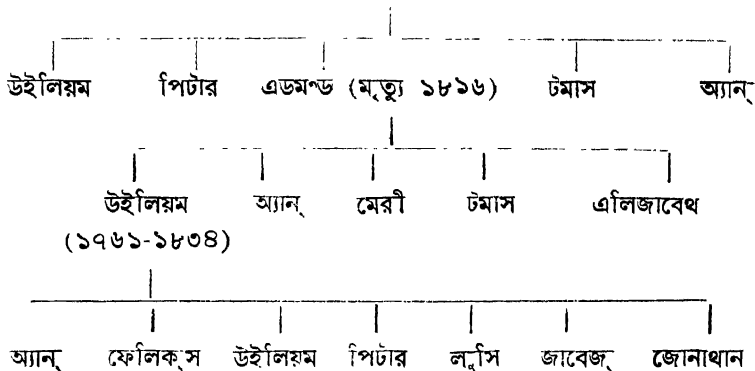 উইলিয়ম পিটার এডমন্ড (মৃত্যু ১৮১৬) টমাস অ্যান্
উইলিয়ম অ্যান্ মেরী টমাস এলিজাবেথ
(১৭৬১-১৮৩৪)
অ্যান্ ফেলিক্স উইলিয়ম পিটার লুসি জাবেজ্ জোনাথান